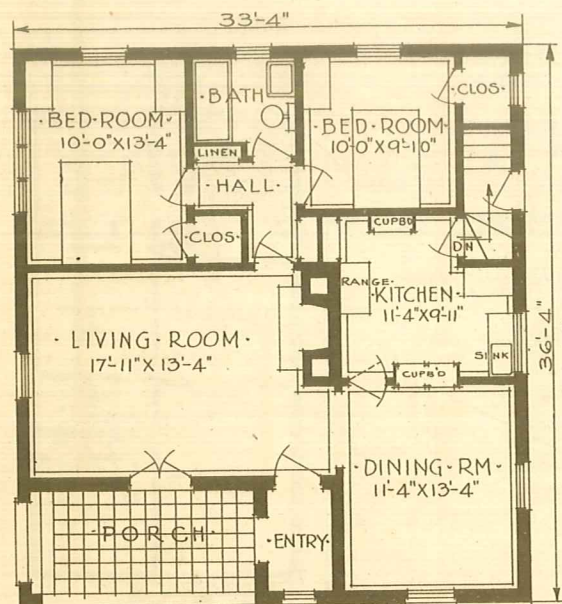 33'-4"
BATH
CLOS
BED-ROOM
10'-0"X13'-4"
BED-ROOM
10'-0"X9'-10"
LINEN
HALL
CUPB'D
CLOS
DN
RANGE
KITCHEN
11'-4"X9'-11"
36'-4"
LIVING-ROOM
17'-11"X13'-4"
SINK
CUPB'D
DINING-RM
11'-4"X13'-4"
PORCH
ENTRY